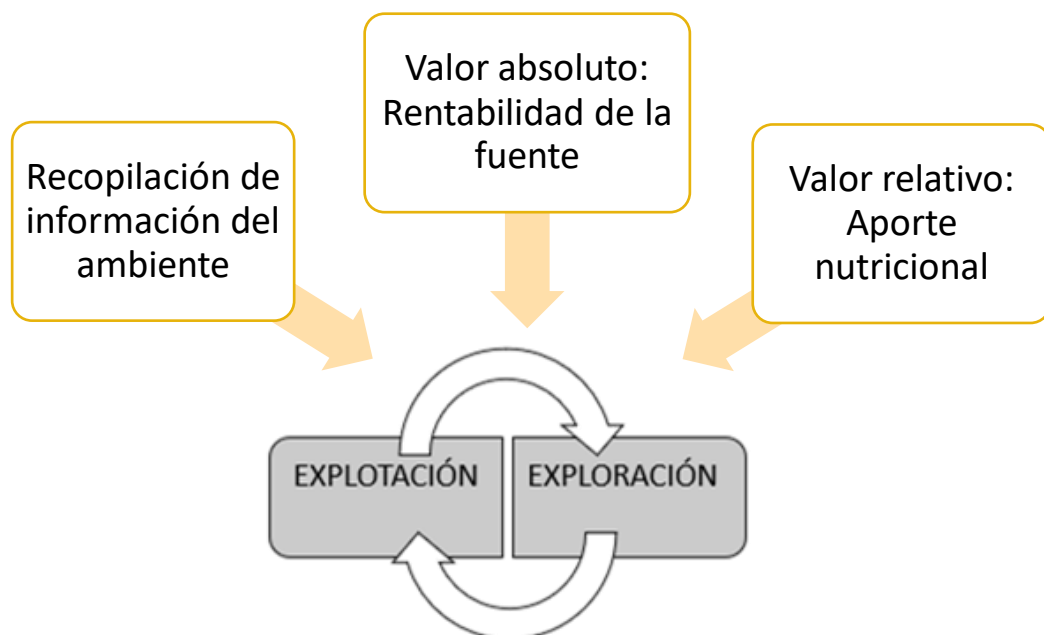 Recopilación de
información del
ambiente
Valor absoluto:
Rentabilidad de la
fuente
Valor relativo:
Aporte
nutricional
EXPLOTACIÓN
EXPLORACIÓN